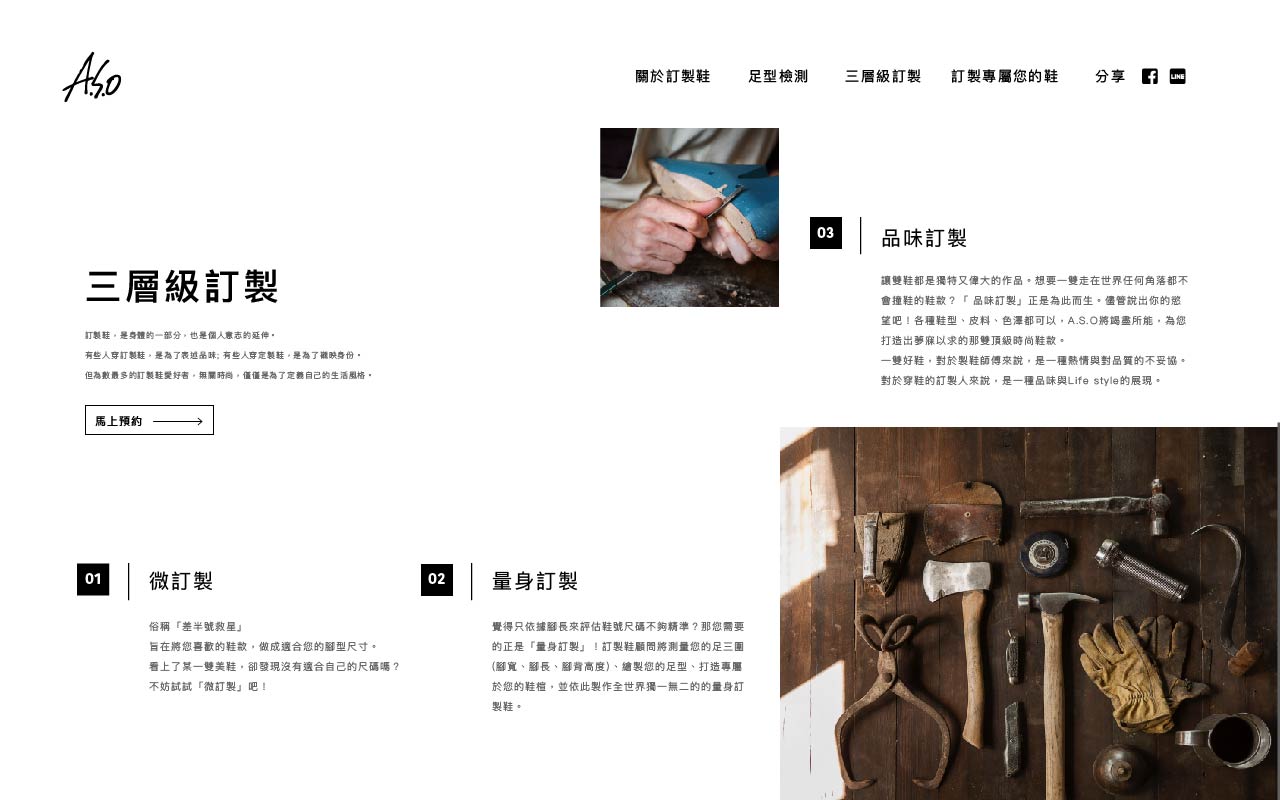 A.S.O
關於訂製鞋
足型檢測
三層級訂製
訂製專屬您的鞋
分享
LINE
三層級訂製
訂製鞋，是身體的一部分，也是個人意志的延伸。
有些人穿訂製鞋，是為了表述品味; 有些人穿定製鞋，是為了襯映身份。
但為數最多的訂製鞋愛好者，無關時尚，僅僅是為了定義自己的生活風格。
馬上預約
03
品味訂製
讓雙鞋都是獨特又偉大的作品。想要一雙走在世界任何角落都不
會撞鞋的鞋款？「 品味訂製」正是為此而生。儘管說出你的慾
望吧！各種鞋型、皮料、色澤都可以，A.S.O將竭盡所能，為您
打造出夢寐以求的那雙頂級時尚鞋款。
一雙好鞋，對於製鞋師傅來說，是一種熱情與對品質的不妥協。
對於穿鞋的訂製人來說，是一種品味與Life style的展現。
01
微訂製
俗稱「差半號救星」
旨在將您喜歡的鞋款，做成適合您的腳型尺寸。
看上了某一雙美鞋，卻發現沒有適合自己的尺碼嗎？
不妨試試「微訂製」吧！
02
量身訂製
覺得只依據腳長來評估鞋號尺碼不夠精準？那您需要
的正是「量身訂製」！訂製鞋顧問將測量您的足三圍
(腳寬、腳長、腳背高度)、繪製您的足型、打造專屬
於您的鞋楦，並依此製作全世界獨一無二的的量身訂
製鞋。